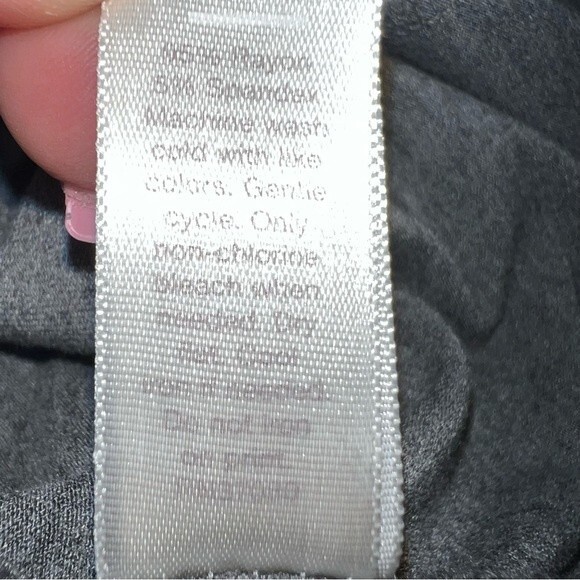 95% Rayon
5% Spandex
Machine wash
cold with like
colors. Gentle
cycle. Only
non-chlorine
bleach when
needed. Dry
flat. Cool
iron if needed.
Do not iron
on print.